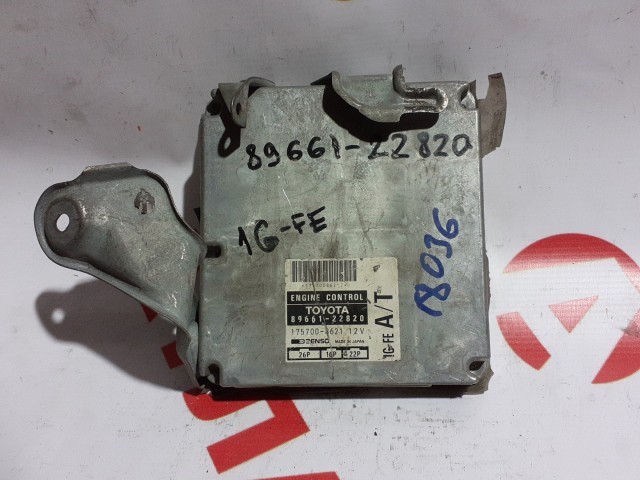 89661-22820
1G-FE
18036
ENGINE CONTROL
TOYOTA
89661-22820
175700-4621 12V
DENSO MADE IN JAPAN
26P 16P 22P
1G-FE A/T